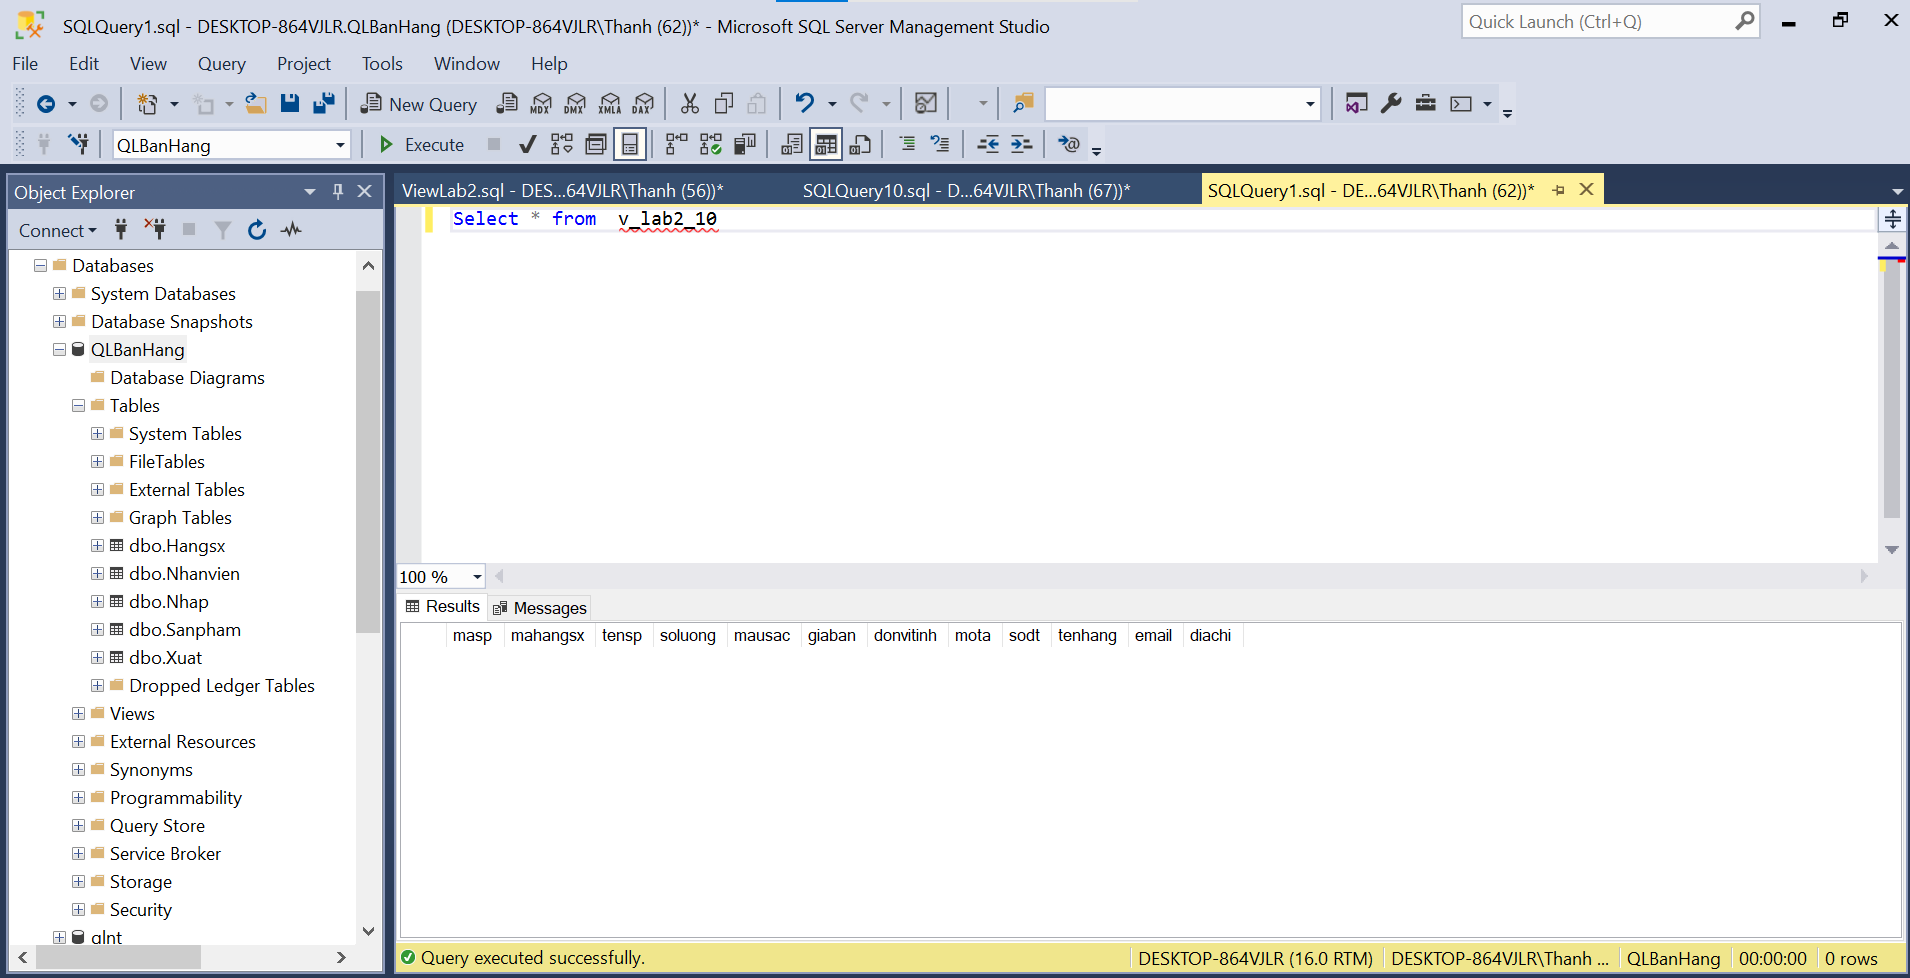 SQLQuery1.sql - DESKTOP-864VJLR.QLBanHang (DESKTOP-864VJLR\Thanh (62))* - Microsoft SQL Server Management Studio
Quick Launch (Ctrl+Q)
File Edit View Query Project Tools Window Help
New Query MDX DMX XMLA DAX
QLBanHang Execute
Object Explorer
Connect
Databases
System Databases
Database Snapshots
QLBanHang
Database Diagrams
Tables
System Tables
FileTables
External Tables
Graph Tables
dbo.Hangsx
dbo.Nhanvien
dbo.Nhap
dbo.Sanpham
dbo.Xuat
Dropped Ledger Tables
Views
External Resources
Synonyms
Programmability
Query Store
Service Broker
Storage
Security
qlnt
ViewLab2.sql - DES...64VJLR\Thanh (56))* SQLQuery10.sql - D...64VJLR\Thanh (67))* SQLQuery1.sql - DE...64VJLR\Thanh (62))*
Select * from v_lab2_10
100 %
Results Messages
masp mahangsx tensp soluong mausac giaban donvitinh mota sodt tenhang email diachi
Query executed successfully. DESKTOP-864VJLR (16.0 RTM) DESKTOP-864VJLR\Thanh ... QLBanHang 00:00:00 0 rows